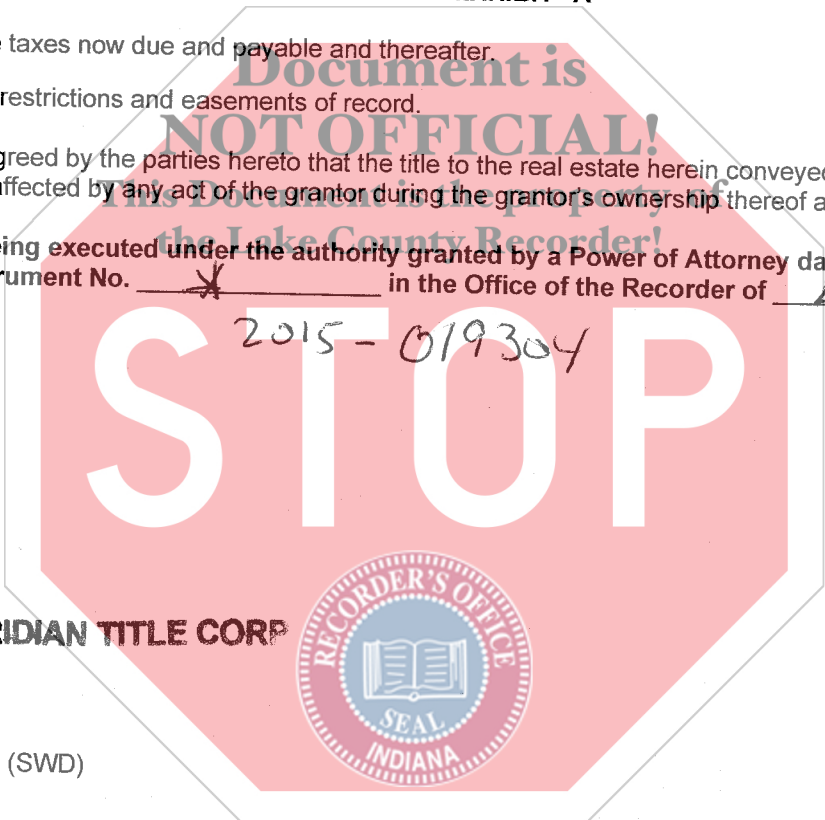 taxes now due and payable and thereafter.
Document is
restrictions and easements of record.
NOT OFFICIAL!
greed by the parties hereto that the title to the real estate herein conveyed
ffected by any act of the grantor during the grantor's ownership thereof a
This Document is the property of
the Lake County Recorder!
ing executed under the authority granted by a Power of Attorney da
rument No. in the Office of the Recorder of
2015-019304
STOP
RECORDER'S OFFICE
SEAL
INDIANA
IDIAN TITLE CORP
(SWD)